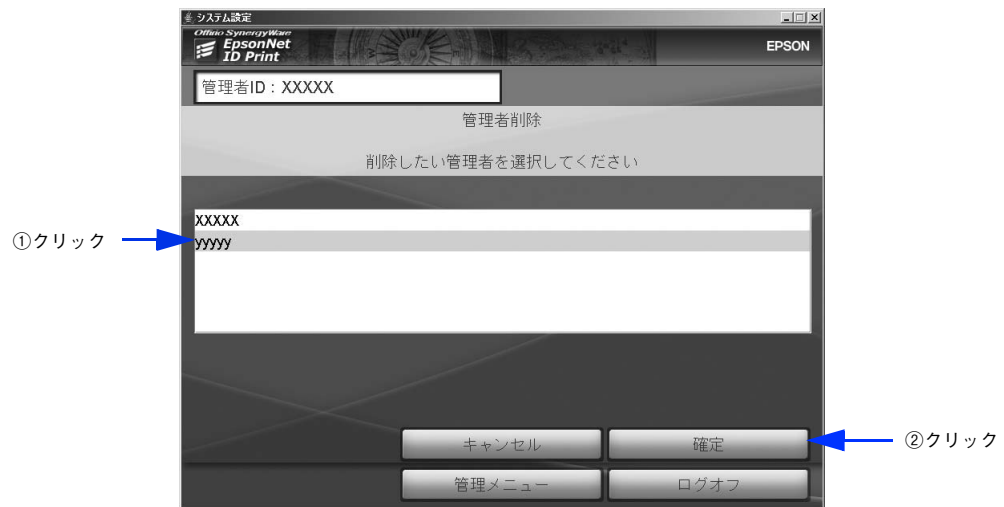 システム設定
Offirio SynergyWare
EpsonNet
ID Print
EPSON
管理者ID：XXXXX
管理者削除
削除したい管理者を選択してください
XXXXX
①クリック
yyyyy
キャンセル
確定
②クリック
管理メニュー
ログオフ